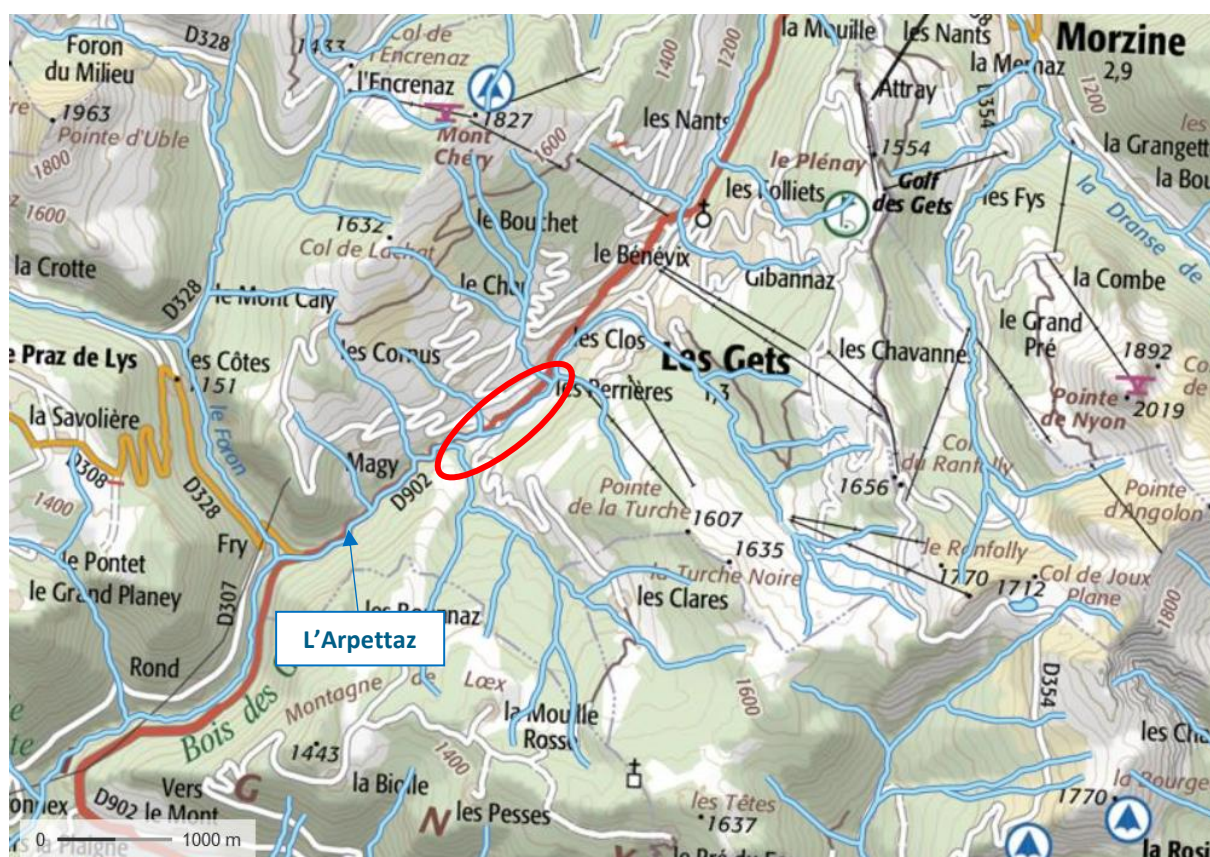 Foron
du Milieu
D328
1433
Col de
l'Encrenaz
l'Encrenaz
1400
1200
la Mouille
les Nants
Morzine
2,9
la Mernaz
1963
Pointe d'Uble
1800
1827
Mont
Chéry
1600
les Nants
Attray
D354
1200
le Plénay
1554
Golf
des Gets
la Grangett
la Bou
les Folliets
les Fys
la Dranse de
1600
1632
Col de Lachat
le Bouchet
le Bénévix
Gibannaz
la Combe
la Crotte
D328
le Mont Caly
le Char
le Grand
Pré
1892
Praz de Lys
les Côtes
1151
les Cornus
les Clos
Les Gets
1,3
les Chavannes
Pointe
de Nyon
2019
Col
de
la Savolière
le Foron
les Perrières
D308
D328
Magy
D902
Col
du Ranfolly
1656
Pointe
d'Angolon
1400
Pointe
de la Turche
1607
Fry
le Pontet
1635
la Turche Noire
le Ranfolly
1770
1712
Col de Joux
Plane
1800
le Grand Planey
D307
les Clares
L'Arpettaz
Rond
Bois des
Montagne de Lœx
1600
D354
la Mouille
Rosse
1443
1400
les
la Biolle
Vers
le Mont
G
N
les Pesses
D902
les Têtes
1637
la Bourge
1770
0
1000 m
la Rosi